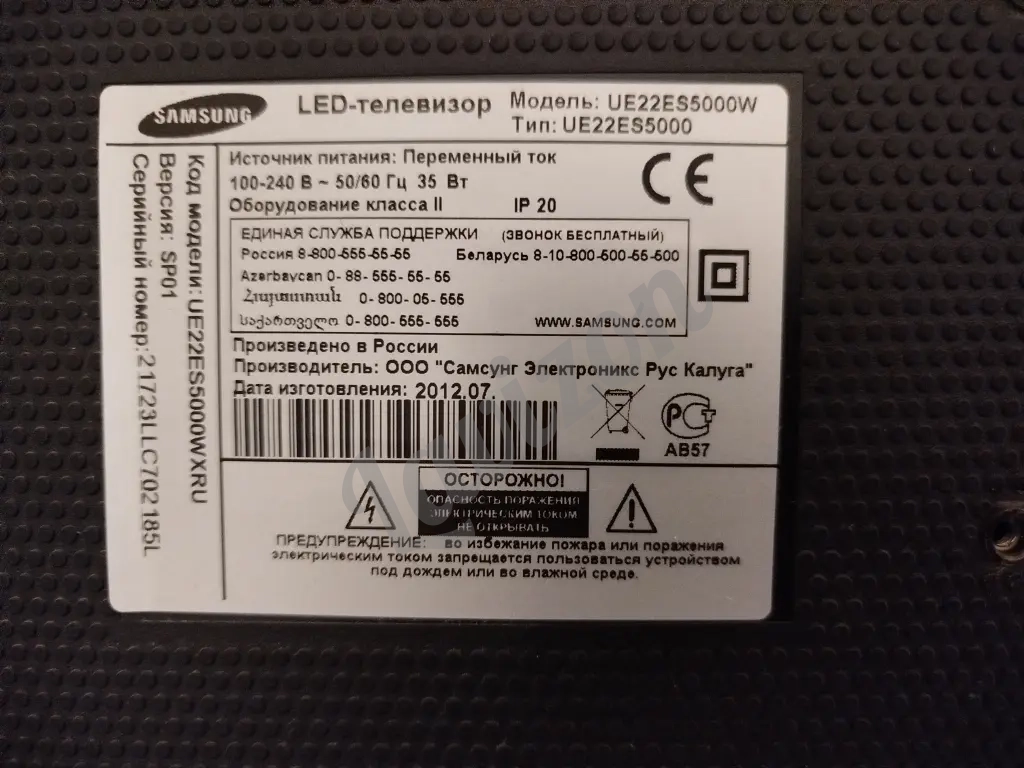 SAMSUNG
LED-телевизор
Модель: UE22ES5000W
Тип: UE22ES5000
Код модели: UE22ES5000WXRU
Версия: SP01
Серийный номер: 21723LLC702185L
Источник питания: Переменный ток
100-240 В ~ 50/60 Гц 35 Вт
Оборудование класса II IP 20
CE
ЕДИНАЯ СЛУЖБА ПОДДЕРЖКИ (ЗВОНОК БЕСПЛАТНЫЙ)
Россия 8-800-555-55-55 Беларусь 8-10-800-500-55-500
Azerbaycan 0-88-555-55-55
Հայաստան 0-800-05-555
საქართველო 0-800-555-555 WWW.SAMSUNG.COM
Произведено в России
Производитель: ООО "Самсунг Электроникс Рус Калуга"
Дата изготовления: 2012.07.
РСТ
АВ57
ОСТОРОЖНО!
ОПАСНОСТЬ ПОРАЖЕНИЯ
ЭЛЕКТРИЧЕСКИМ ТОКОМ.
НЕ ОТКРЫВАТЬ
ПРЕДУПРЕЖДЕНИЕ: во избежание пожара или поражения
электрическим током запрещается пользоваться устройством
под дождем или во влажной среде.